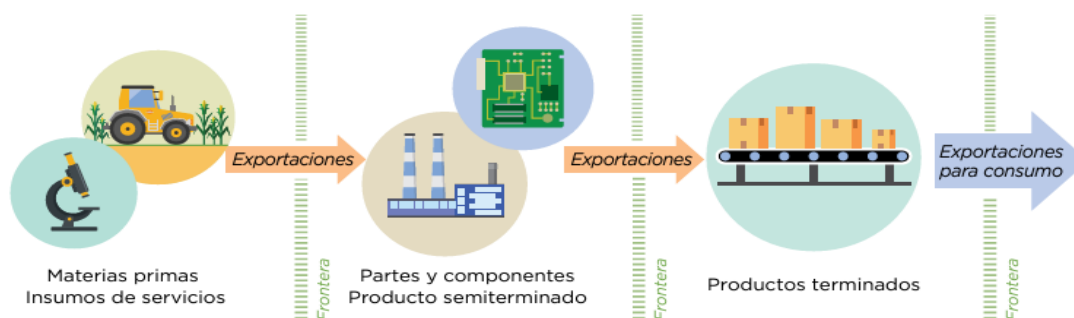 Exportaciones
Exportaciones
Exportaciones
para consumo
Materias primas
Insumos de servicios
Frontera
Partes y componentes
Producto semiterminado
Frontera
Productos terminados
Frontera